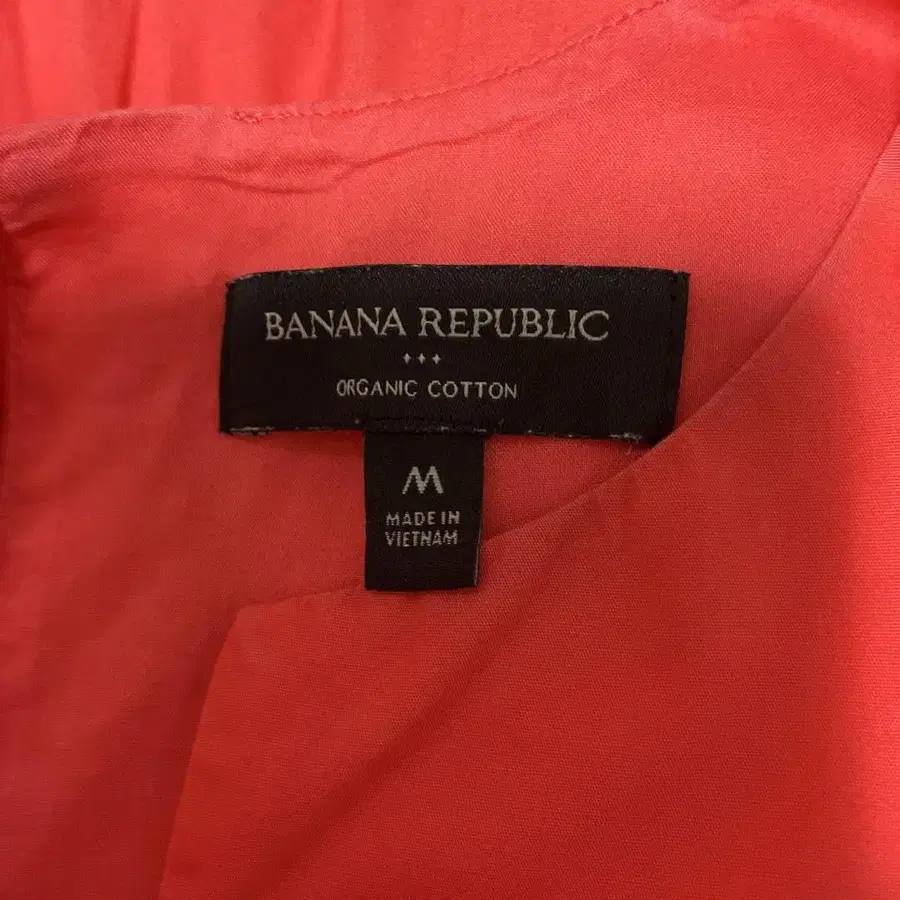 BANANA REPUBLIC
ORGANIC COTTON
M
MADE IN
VIETNAM